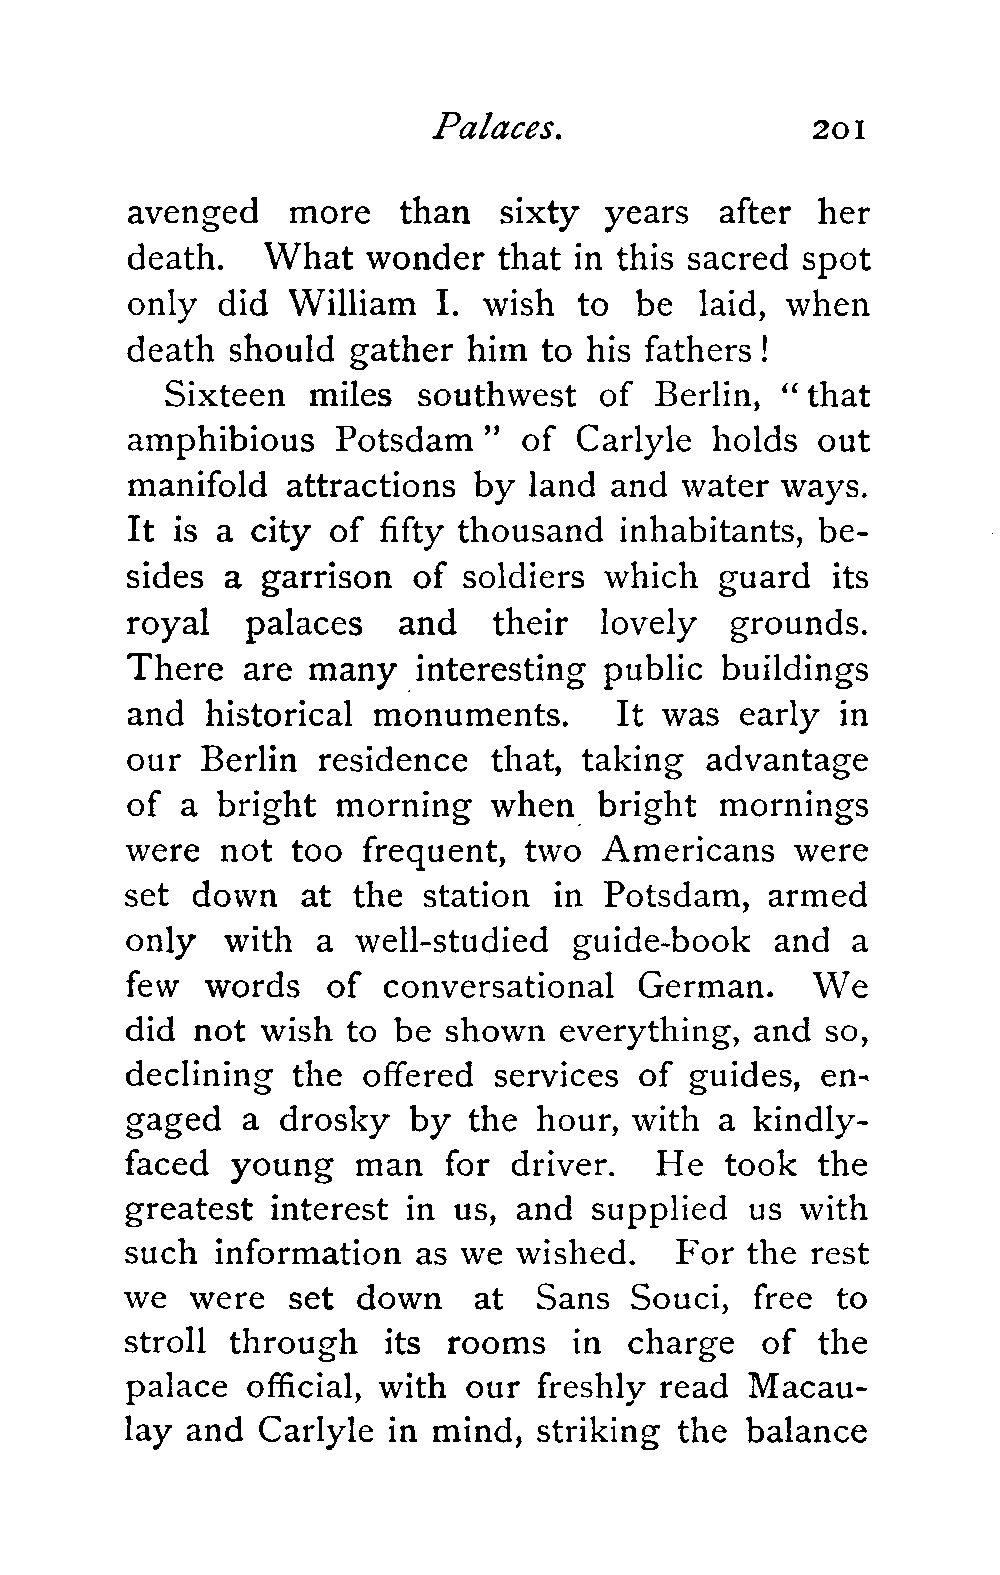 Palaces. 201
avenged more than sixty years after her
death. What wonder that in this sacred spot
only did William I. wish to be laid, when
death should gather him to his fathers!
Sixteen miles southwest of Berlin, "that
amphibious Potsdam" of Carlyle holds out
manifold attractions by land and water ways.
It is a city of fifty thousand inhabitants, be-
sides a garrison of soldiers which guard its
royal palaces and their lovely grounds.
There are many interesting public buildings
and historical monuments. It was early in
our Berlin residence that, taking advantage
of a bright morning when bright mornings
were not too frequent, two Americans were
set down at the station in Potsdam, armed
only with a well-studied guide-book and a
few words of conversational German. We
did not wish to be shown everything, and so,
declining the offered services of guides, en-
gaged a drosky by the hour, with a kindly-
faced young man for driver. He took the
greatest interest in us, and supplied us with
such information as we wished. For the rest
we were set down at Sans Souci, free to
stroll through its rooms in charge of the
palace official, with our freshly read Macau-
lay and Carlyle in mind, striking the balance